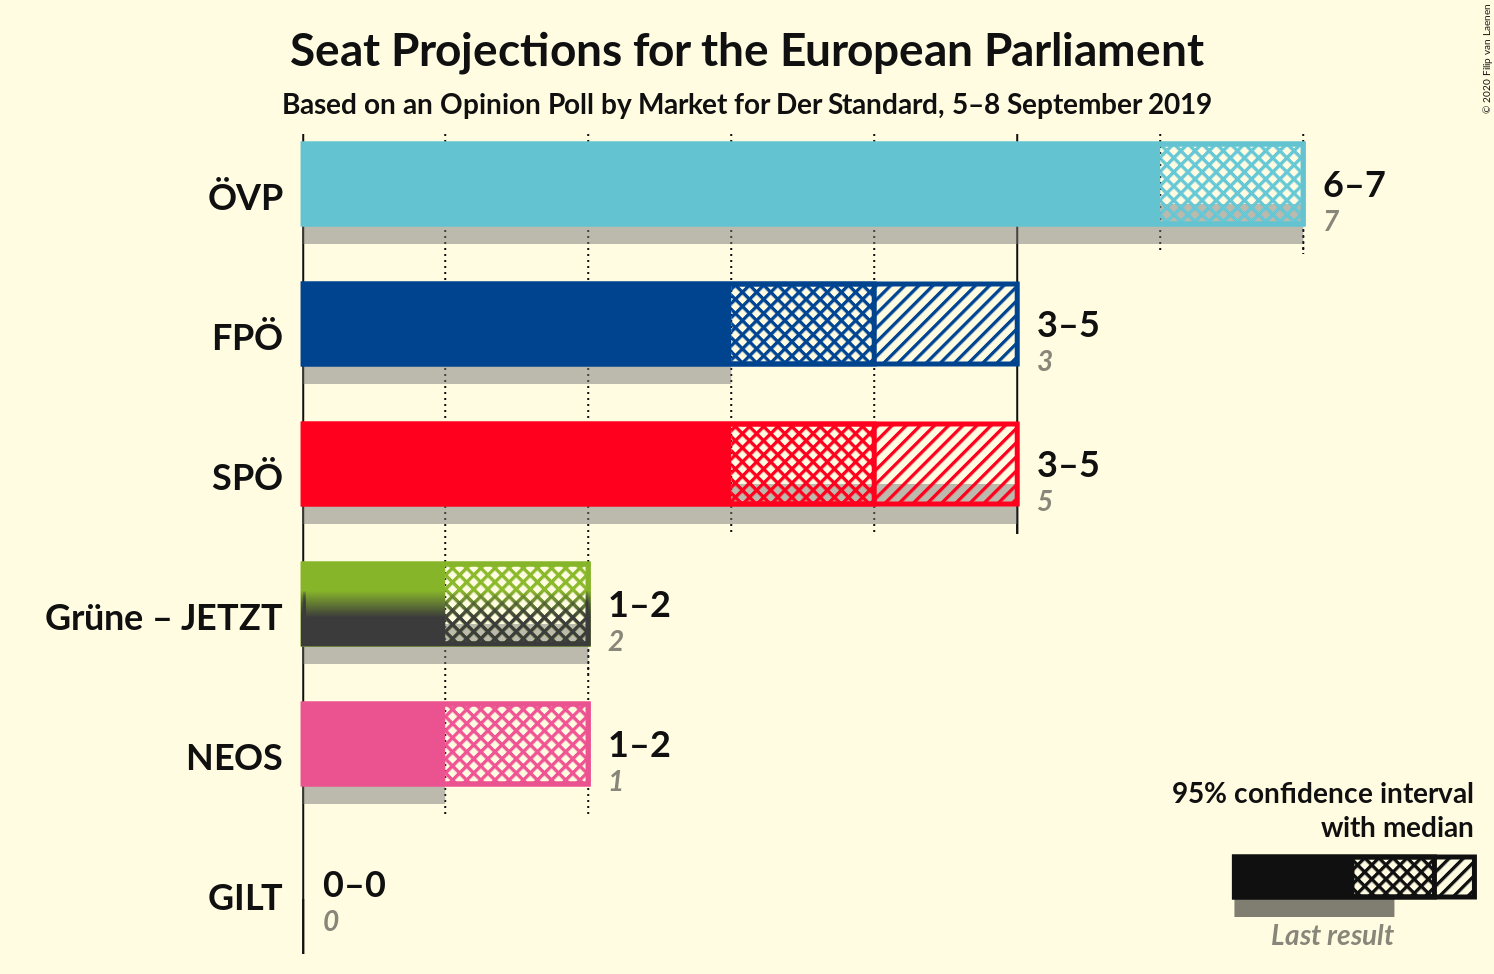 Seat Projections for the European Parliament
Based on an Opinion Poll by Market for Der Standard, 5–8 September 2019
© 2020 Filip van Laenen
ÖVP
6–7
7
FPÖ
3–5
3
SPÖ
3–5
5
Grüne – JETZT
1–2
2
NEOS
1–2
1
GILT
0–0
0
95% confidence interval
with median
Last result